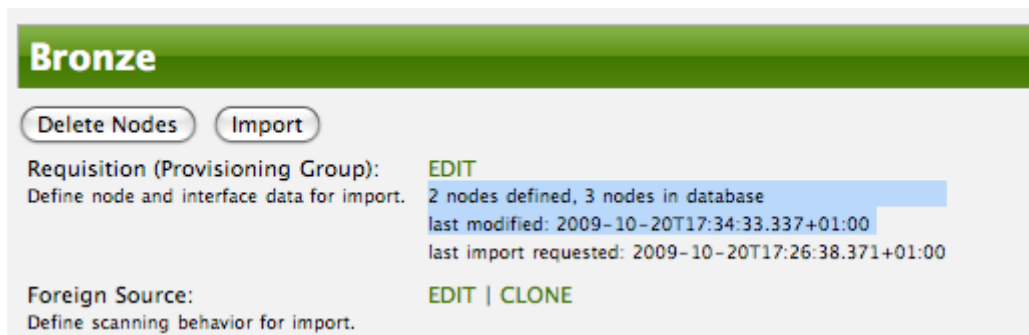 Bronze
Delete Nodes Import
Requisition (Provisioning Group): EDIT
Define node and interface data for import. 2 nodes defined, 3 nodes in database
last modified: 2009-10-20T17:34:33.337+01:00
last import requested: 2009-10-20T17:26:38.371+01:00
Foreign Source: EDIT | CLONE
Define scanning behavior for import.